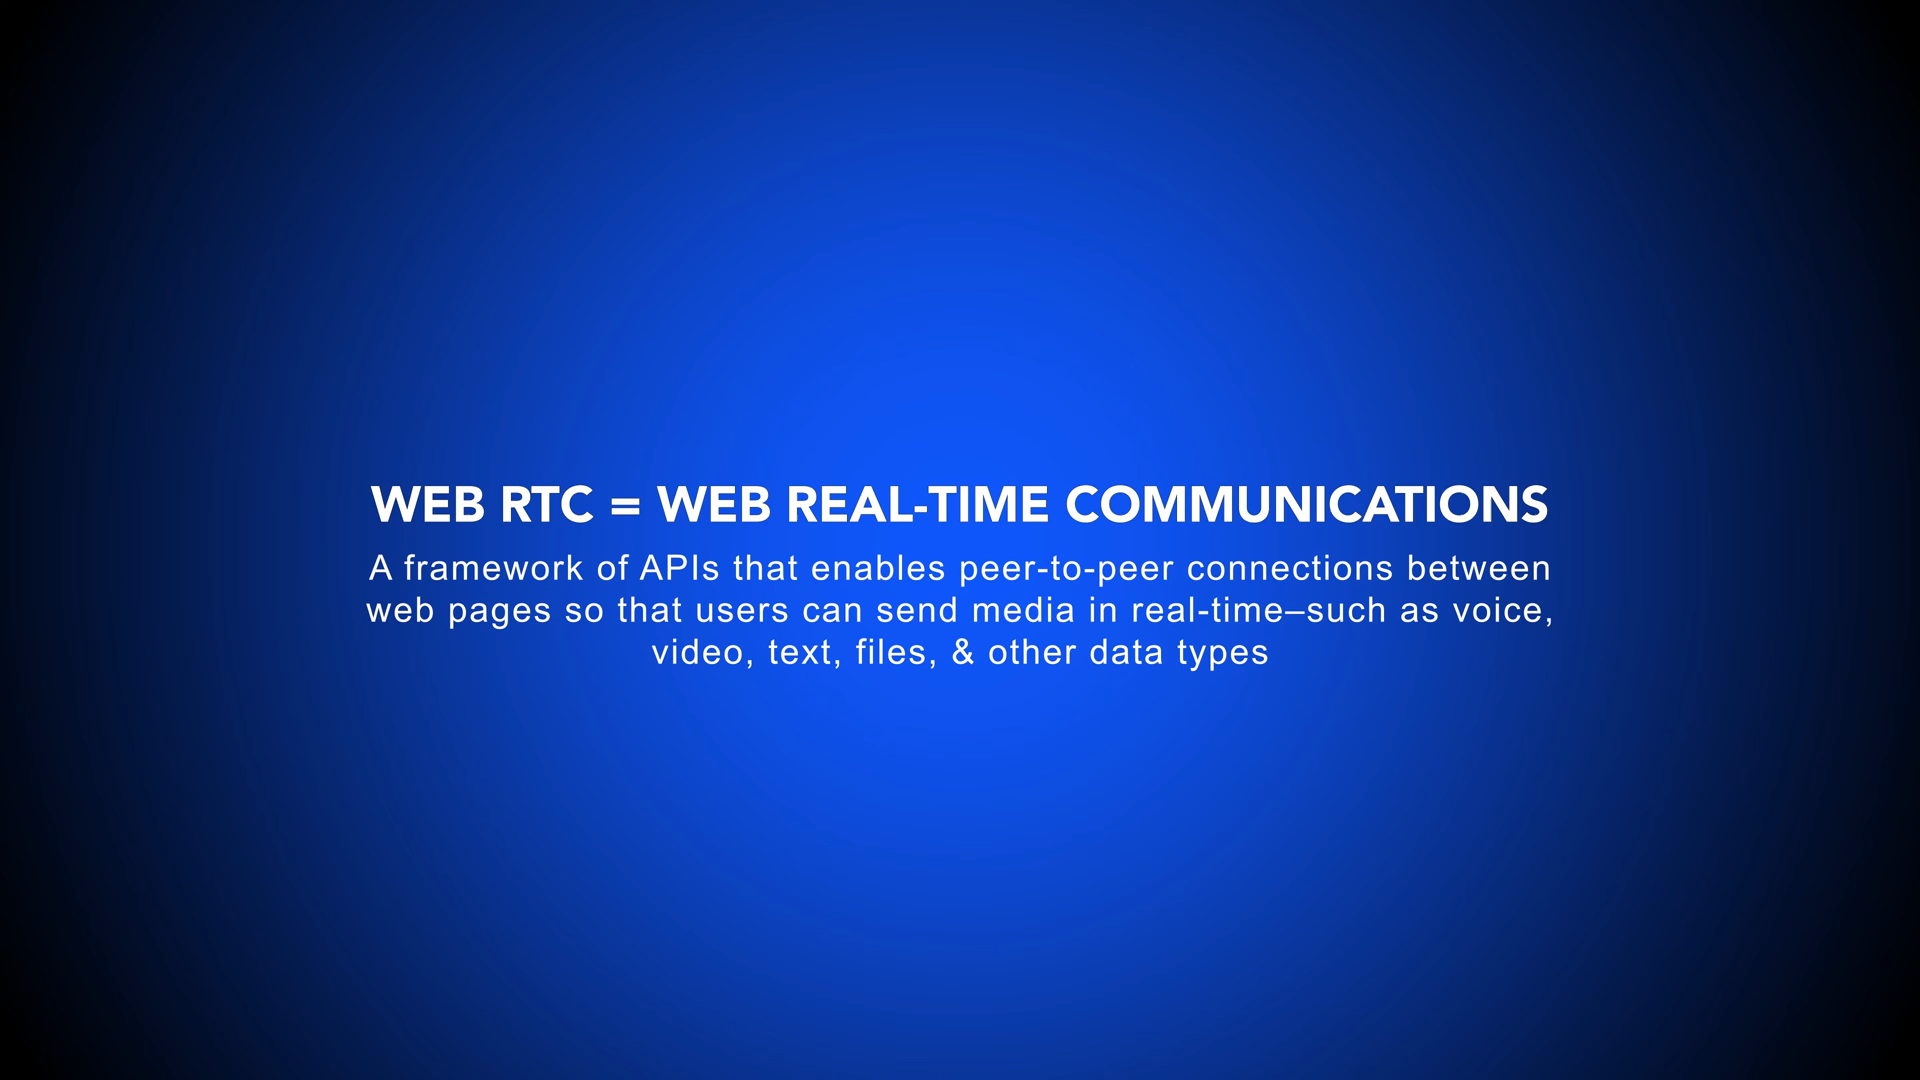 WEB RTC = WEB REAL-TIME COMMUNICATIONS
A framework of APIs that enables peer-to-peer connections between
web pages so that users can send media in real-time–such as voice,
video, text, files, & other data types